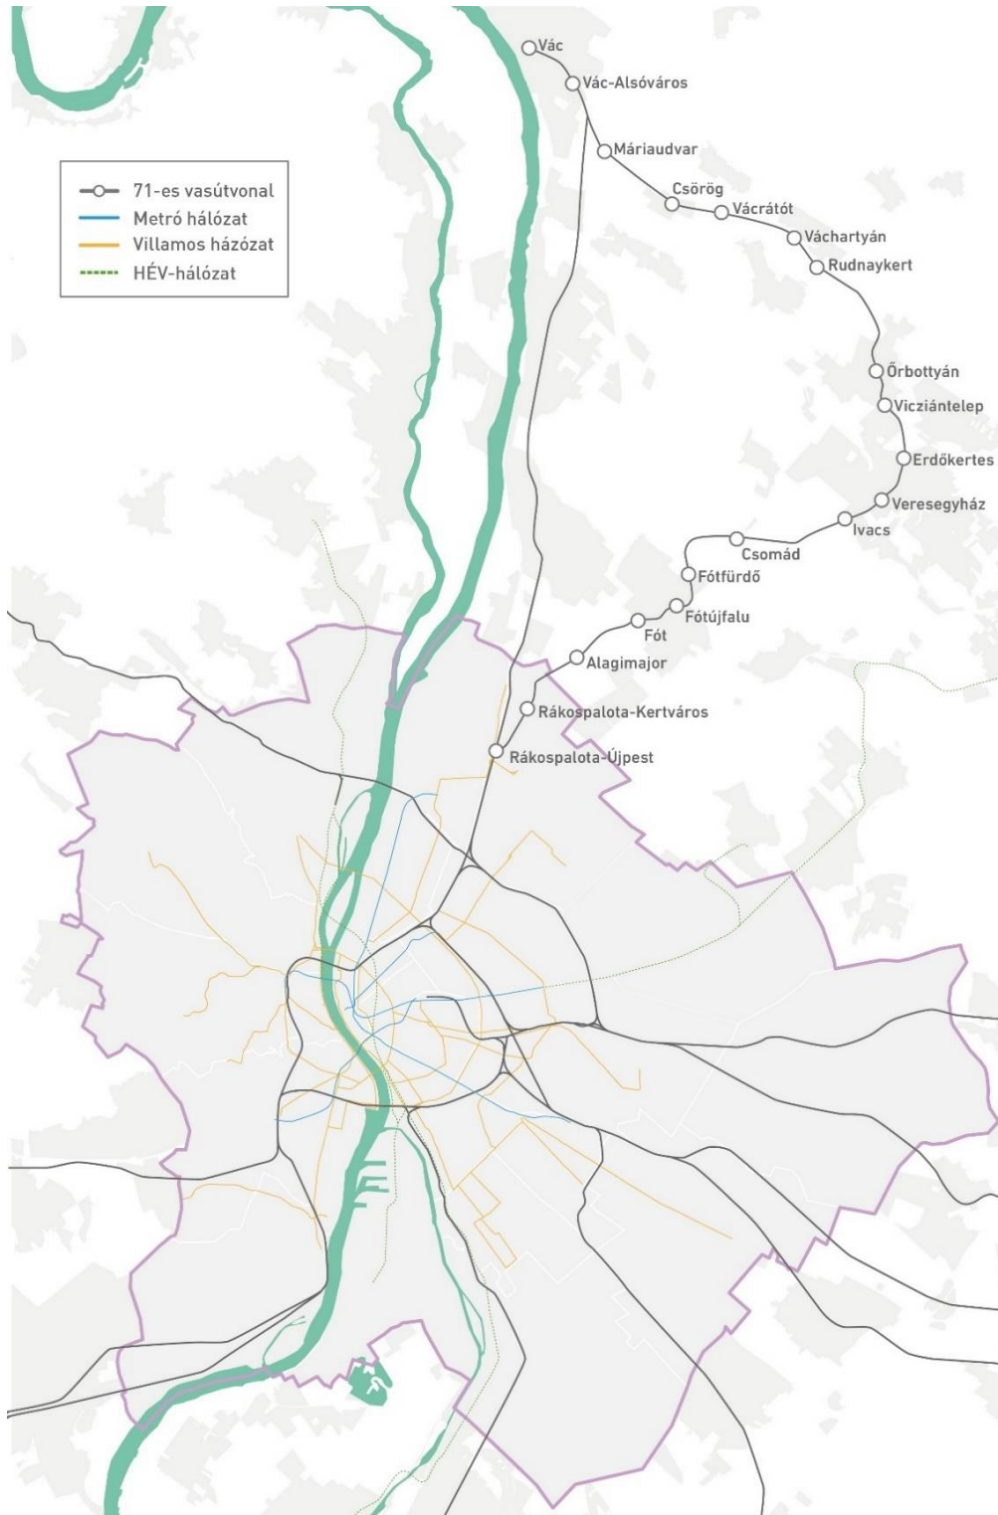 Vác
Vác-Alsóváros
Máriaudvar
Csörög
Vácrátót
Váchartyán
Rudnaykert
Őrbottyán
Vicziántelep
Erdőkertes
Veresegyház
Ivacs
Csomád
Fótfürdő
Fótújfalu
Fót
Alagimajor
Rákospalota-Kertváros
Rákospalota-Újpest
71-es vasútvonal
Metró hálózat
Villamos házózat
HÉV-hálózat